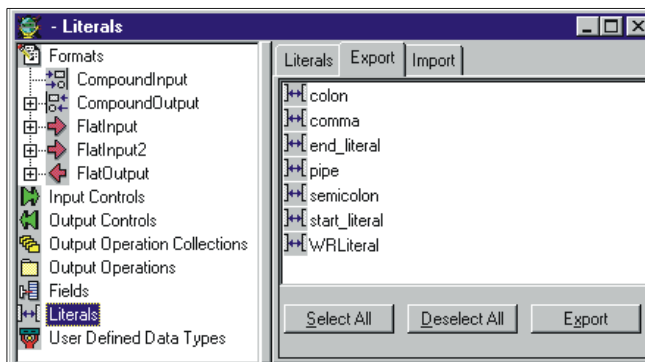 - Literals
Formats
CompoundInput
CompoundOutput
FlatInput
FlatInput2
FlatOutput
Input Controls
Output Controls
Output Operation Collections
Output Operations
Fields
Literals
User Defined Data Types
Literals Export Import
colon
comma
end_literal
pipe
semicolon
start_literal
WRLiteral
Select All Deselect All Export